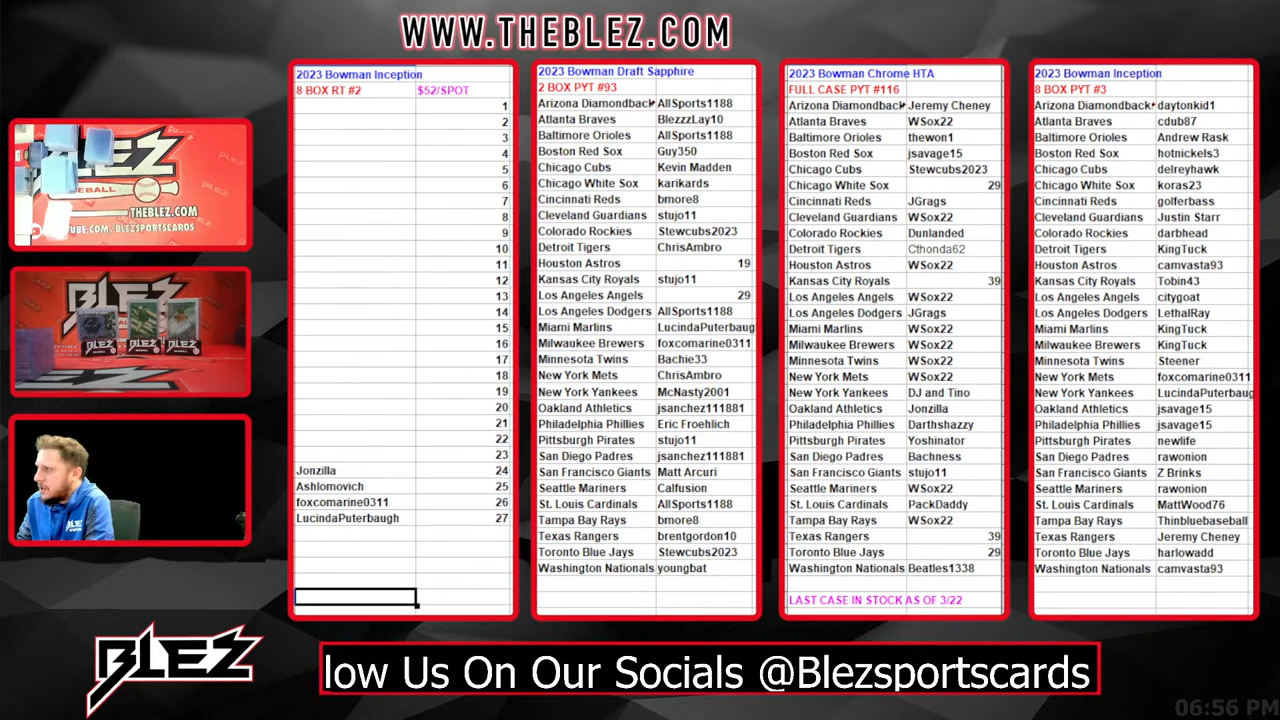 WWW.THEBLEZ.COM
BLEZ
BASEBALL
THEBLEZ.COM
BLEZ
BLEZ
BLEZ
BLEZ
2023 Bowman Inception
8 BOX RT #2 $52/SPOT
1
2
3
4
5
6
7
8
9
10
11
12
13
14
15
16
17
18
19
20
21
22
23
Jonzilla 24
Ashlomovich 25
foxcomarine0311 26
LucindaPuterbaugh 27
2023 Bowman Draft Sapphire
2 BOX PYT #93
Arizona Diamondback AllSports1188
Atlanta Braves BlezzzLay10
Baltimore Orioles AllSports1188
Boston Red Sox Guy350
Chicago Cubs Kevin Madden
Chicago White Sox karikards
Cincinnati Reds bmore8
Cleveland Guardians stujo11
Colorado Rockies Stewcubs2023
Detroit Tigers ChrisAmbro
Houston Astros 19
Kansas City Royals stujo11
Los Angeles Angels 29
Los Angeles Dodgers AllSports1188
Miami Marlins LucindaPuterbaug
Milwaukee Brewers foxcomarine0311
Minnesota Twins Bachie33
New York Mets ChrisAmbro
New York Yankees McNasty2001
Oakland Athletics jsanchez111881
Philadelphia Phillies Eric Froehlich
Pittsburgh Pirates stujo11
San Diego Padres jsanchez111881
San Francisco Giants Matt Arcuri
Seattle Mariners Calfusion
St. Louis Cardinals AllSports1188
Tampa Bay Rays bmore8
Texas Rangers brentgordon10
Toronto Blue Jays Stewcubs2023
Washington Nationals youngbat
2023 Bowman Chrome HTA
FULL CASE PYT #116
Arizona Diamondback Jeremy Cheney
Atlanta Braves WSox22
Baltimore Orioles thewon1
Boston Red Sox jsavage15
Chicago Cubs Stewcubs2023
Chicago White Sox 29
Cincinnati Reds JGrags
Cleveland Guardians WSox22
Colorado Rockies Dunlanded
Detroit Tigers Cthonda62
Houston Astros WSox22
Kansas City Royals 39
Los Angeles Angels WSox22
Los Angeles Dodgers JGrags
Miami Marlins WSox22
Milwaukee Brewers WSox22
Minnesota Twins WSox22
New York Mets WSox22
New York Yankees DJ and Tino
Oakland Athletics Jonzilla
Philadelphia Phillies Darthshazzy
Pittsburgh Pirates Yoshinator
San Diego Padres Bachness
San Francisco Giants stujo11
Seattle Mariners WSox22
St. Louis Cardinals PackDaddy
Tampa Bay Rays WSox22
Texas Rangers 39
Toronto Blue Jays 29
Washington Nationals Beatles1338
LAST CASE IN STOCK AS OF 3/22
2023 Bowman Inception
8 BOX PYT #3
Arizona Diamondback daytonkid1
Atlanta Braves cdub87
Baltimore Orioles Andrew Rask
Boston Red Sox hotnickels3
Chicago Cubs delreyhawk
Chicago White Sox koras23
Cincinnati Reds golferbass
Cleveland Guardians Justin Starr
Colorado Rockies darbhead
Detroit Tigers KingTuck
Houston Astros camvasta93
Kansas City Royals Tobin43
Los Angeles Angels citygoat
Los Angeles Dodgers LethalRay
Miami Marlins KingTuck
Milwaukee Brewers KingTuck
Minnesota Twins Steener
New York Mets foxcomarine0311
New York Yankees LucindaPuterbaug
Oakland Athletics jsavage15
Philadelphia Phillies jsavage15
Pittsburgh Pirates newlife
San Diego Padres rawonion
San Francisco Giants Z Brinks
Seattle Mariners rawonion
St. Louis Cardinals MattWood76
Tampa Bay Rays Thinbluebaseball
Texas Rangers Jeremy Cheney
Toronto Blue Jays harlowadd
Washington Nationals camvasta93
BLEZ
low Us On Our Socials @Blezsportscards
06:56 PM